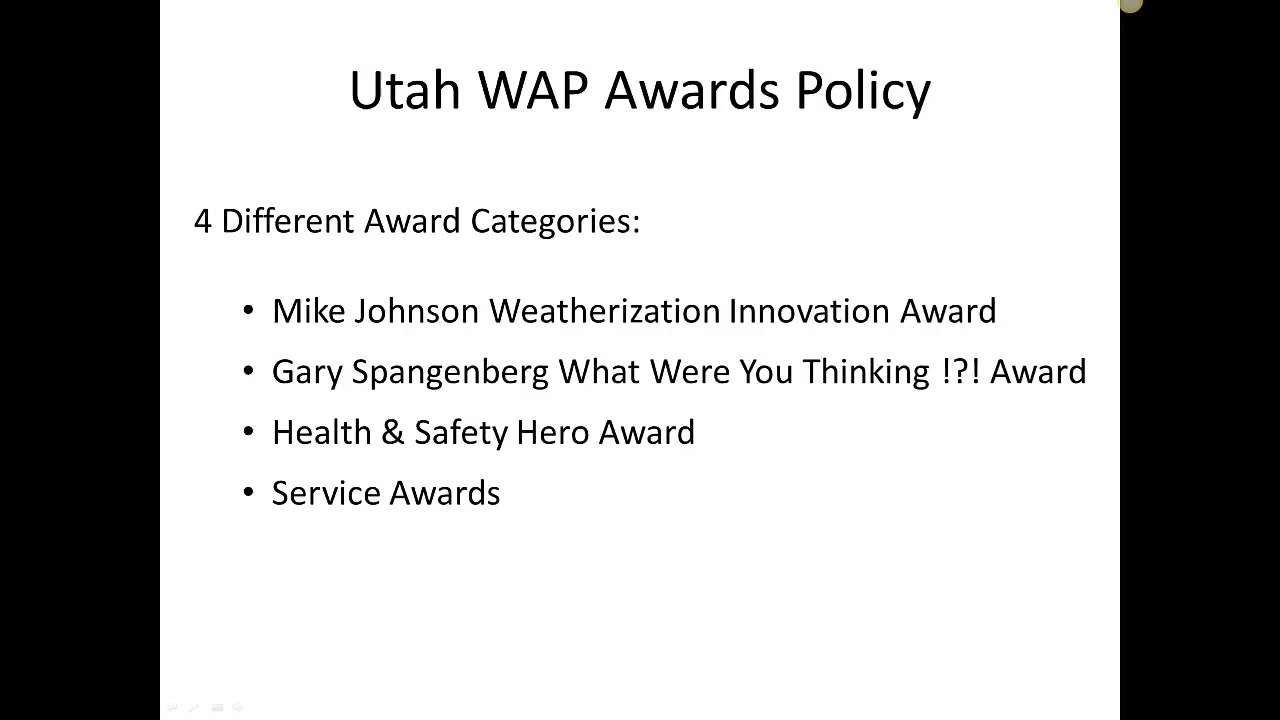 Utah WAP Awards Policy
4 Different Award Categories:
• Mike Johnson Weatherization Innovation Award
• Gary Spangenberg What Were You Thinking !?! Award
• Health & Safety Hero Award
• Service Awards